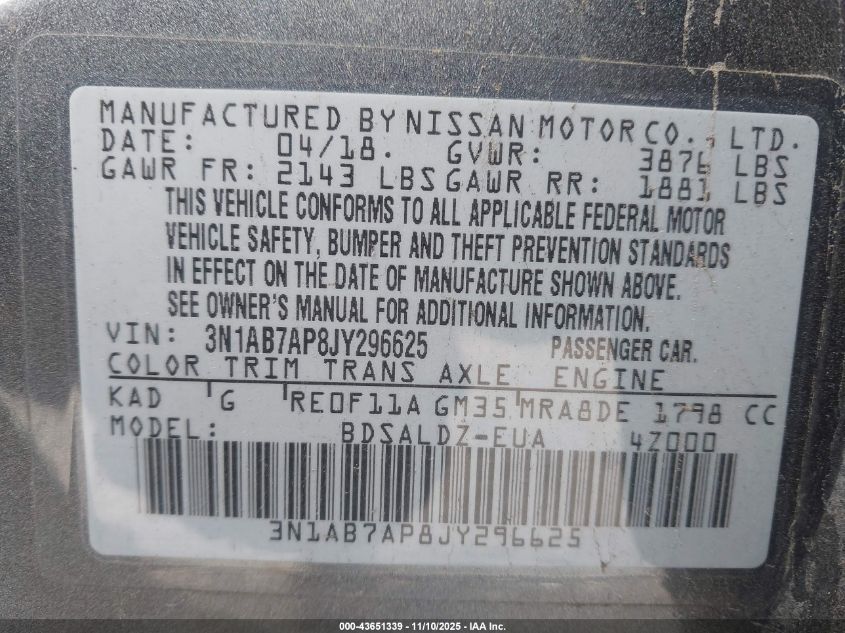 MANUFACTURED BY NISSAN MOTOR CO., LTD.
DATE: 04/18. GVWR: 3876 LBS
GAWR FR: 2143 LBS GAWR RR: 1881 LBS
THIS VEHICLE CONFORMS TO ALL APPLICABLE FEDERAL MOTOR
VEHICLE SAFETY, BUMPER AND THEFT PREVENTION STANDARDS
IN EFFECT ON THE DATE OF MANUFACTURE SHOWN ABOVE.
SEE OWNER'S MANUAL FOR ADDITIONAL INFORMATION.
VIN: 3N1AB7AP8JY296625 PASSENGER CAR.
COLOR TRIM TRANS AXLE ENGINE
KAD G RE0F11A GM35 MRA8DE 1798 CC
MODEL: BDSALDZ-EUA 4Z000
3N1AB7AP8JY296625
000-43651339 - 11/10/2025 - IAA Inc.